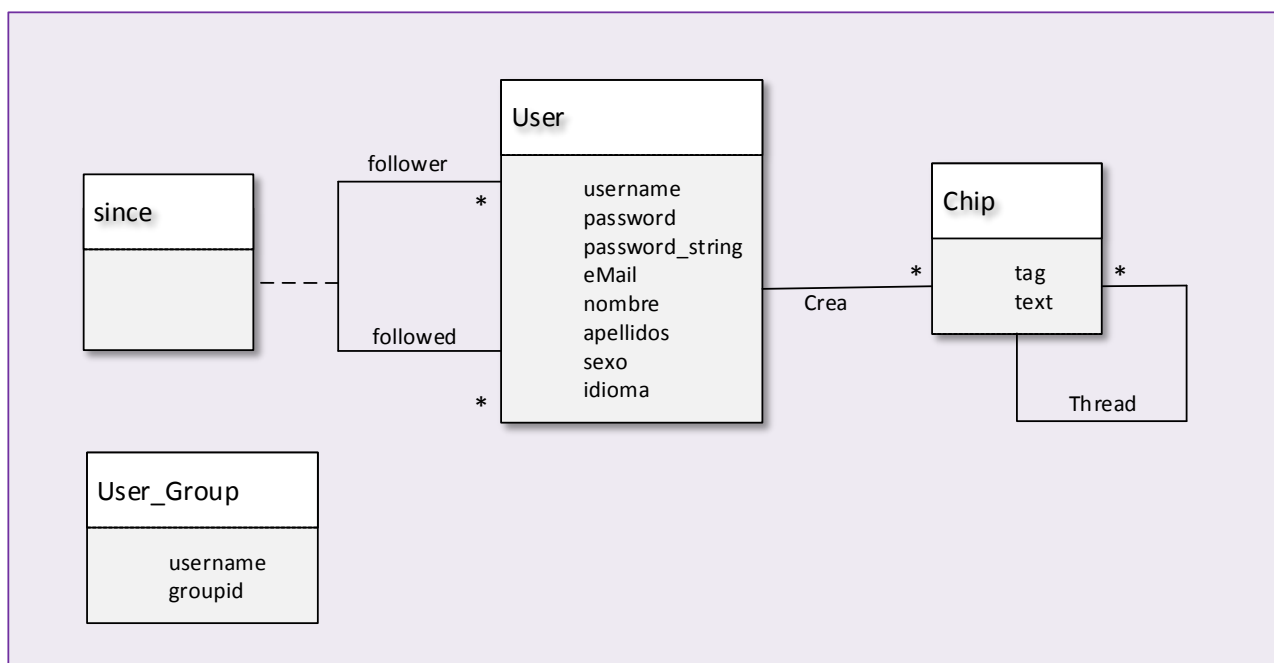 User
username
password
password_string
eMail
nombre
apellidos
sexo
idioma
since
follower
*
followed
*
Crea
*
Chip
tag
text
*
Thread
User_Group
username
groupid